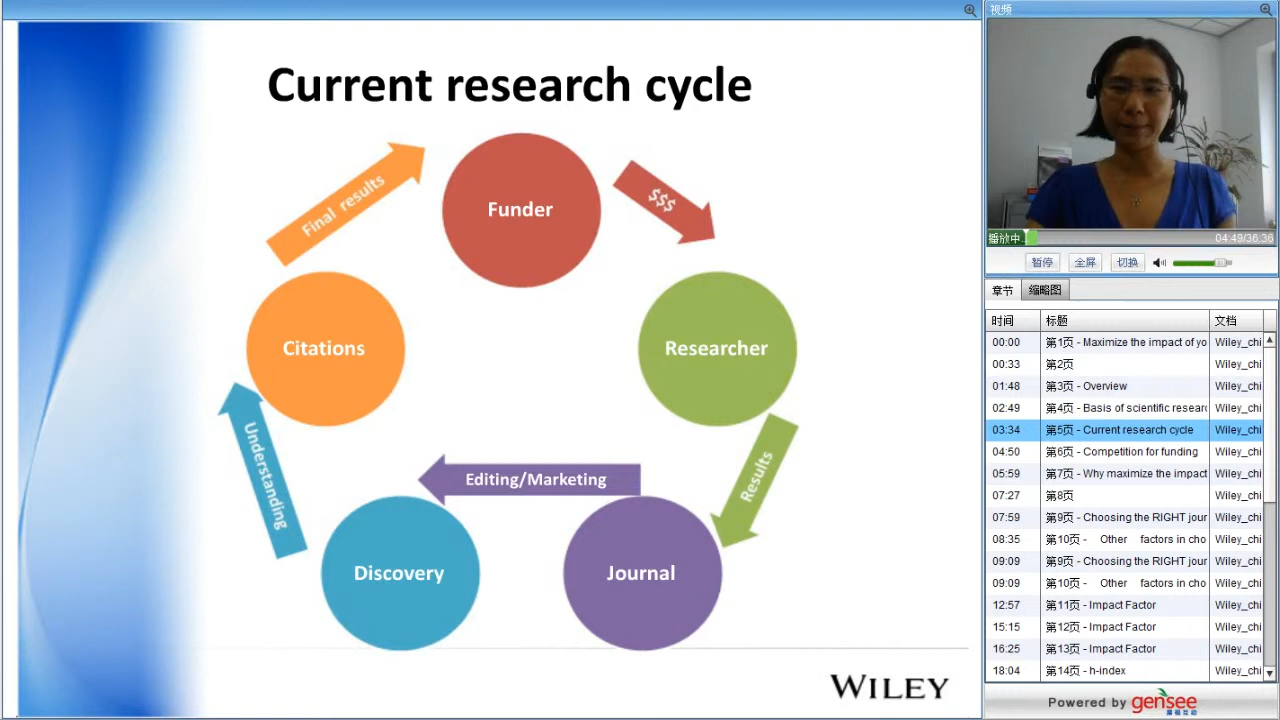 Current research cycle
Funder
$$$
Researcher
Results
Journal
Editing/Marketing
Discovery
Understanding
Citations
Final results
WILEY
视频
播放中
04:49/36:36
暂停 全屏 切换
章节 缩略图
时间 标题 文档
00:00 第1页 - Maximize the impact of yo Wiley_chi
00:33 第2页 Wiley_chi
01:48 第3页 - Overview Wiley_chi
02:49 第4页 - Basis of scientific researc Wiley_chi
03:34 第5页 - Current research cycle Wiley_chi
04:50 第6页 - Competition for funding Wiley_chi
05:59 第7页 - Why maximize the impact Wiley_chi
07:27 第8页 Wiley_chi
07:59 第9页 - Choosing the RIGHT jour Wiley_chi
08:35 第10页 - Other factors in cho Wiley_chi
09:09 第9页 - Choosing the RIGHT jour Wiley_chi
09:09 第10页 - Other factors in cho Wiley_chi
12:57 第11页 - Impact Factor Wiley_chi
15:15 第12页 - Impact Factor Wiley_chi
16:25 第13页 - Impact Factor Wiley_chi
18:04 第14页 - h-index Wiley_chi
Powered by gensee